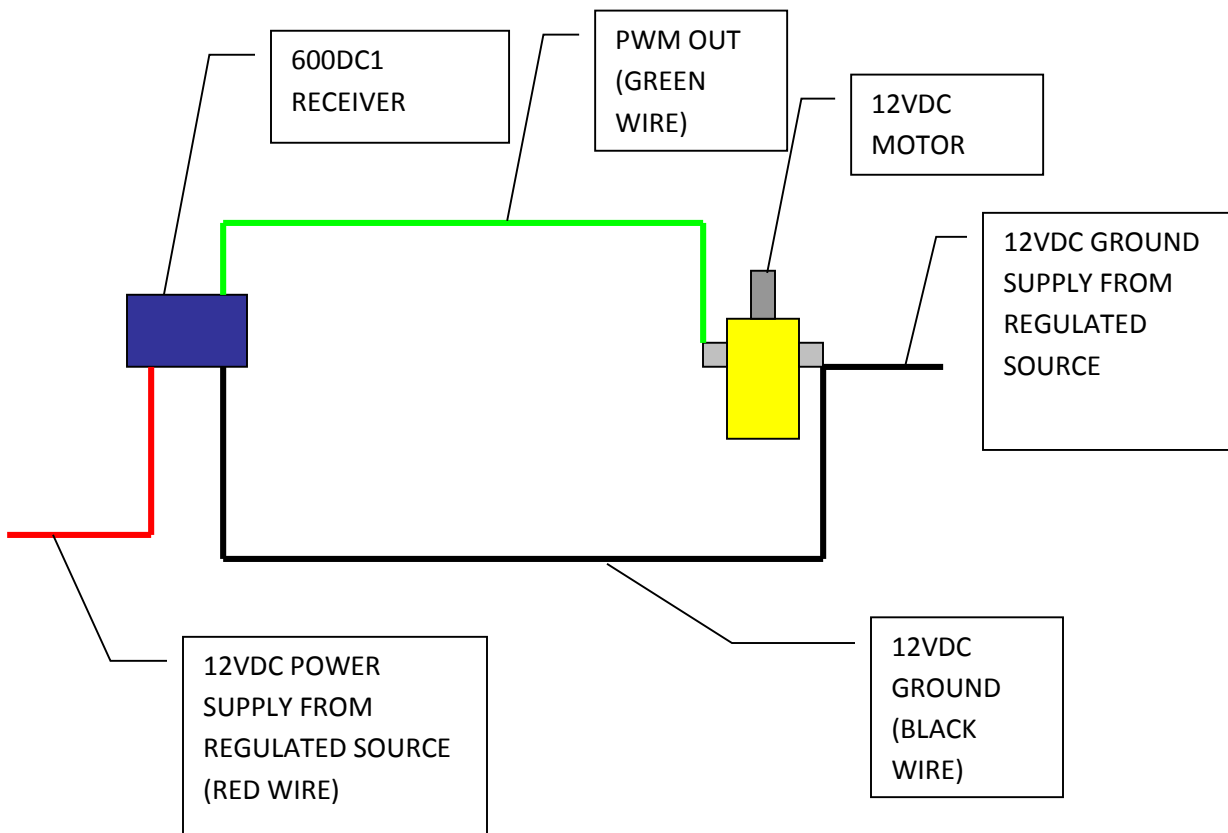 600DC1
RECEIVER
PWM OUT
(GREEN
WIRE)
12VDC
MOTOR
12VDC GROUND
SUPPLY FROM
REGULATED
SOURCE
12VDC POWER
SUPPLY FROM
REGULATED SOURCE
(RED WIRE)
12VDC
GROUND
(BLACK
WIRE)